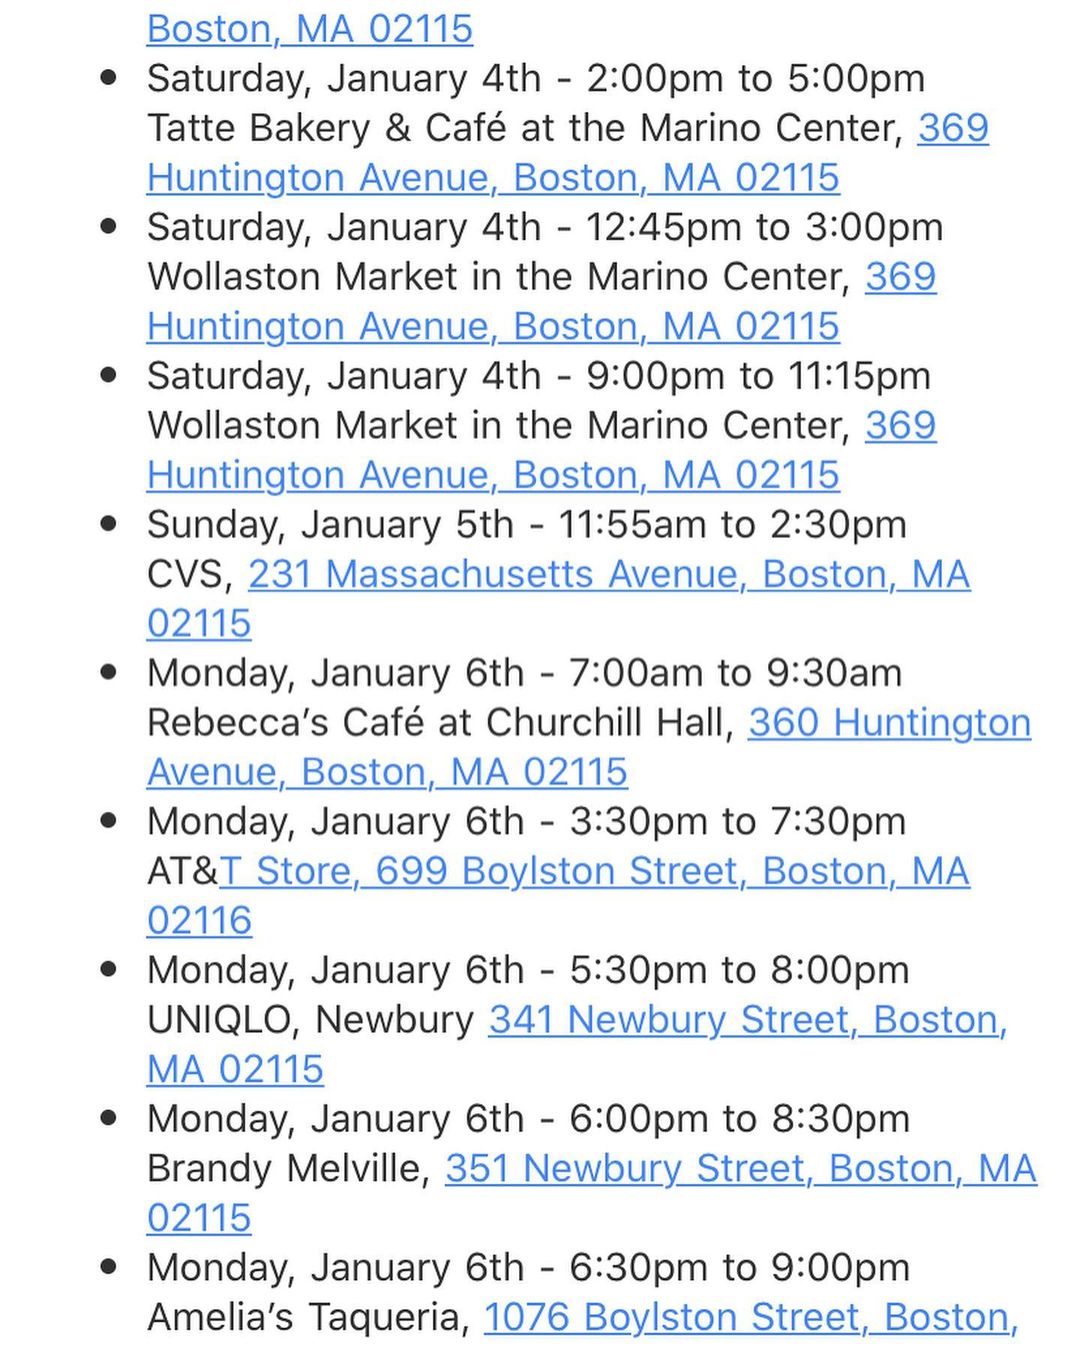 Boston, MA 02115
• Saturday, January 4th - 2:00pm to 5:00pm
Tatte Bakery & Café at the Marino Center, 369
Huntington Avenue, Boston, MA 02115
• Saturday, January 4th - 12:45pm to 3:00pm
Wollaston Market in the Marino Center, 369
Huntington Avenue, Boston, MA 02115
• Saturday, January 4th - 9:00pm to 11:15pm
Wollaston Market in the Marino Center, 369
Huntington Avenue, Boston, MA 02115
• Sunday, January 5th - 11:55am to 2:30pm
CVS, 231 Massachusetts Avenue, Boston, MA
02115
• Monday, January 6th - 7:00am to 9:30am
Rebecca’s Café at Churchill Hall, 360 Huntington
Avenue, Boston, MA 02115
• Monday, January 6th - 3:30pm to 7:30pm
AT&T Store, 699 Boylston Street, Boston, MA
02116
• Monday, January 6th - 5:30pm to 8:00pm
UNIQLO, Newbury 341 Newbury Street, Boston,
MA 02115
• Monday, January 6th - 6:00pm to 8:30pm
Brandy Melville, 351 Newbury Street, Boston, MA
02115
• Monday, January 6th - 6:30pm to 9:00pm
Amelia’s Taqueria, 1076 Boylston Street, Boston,